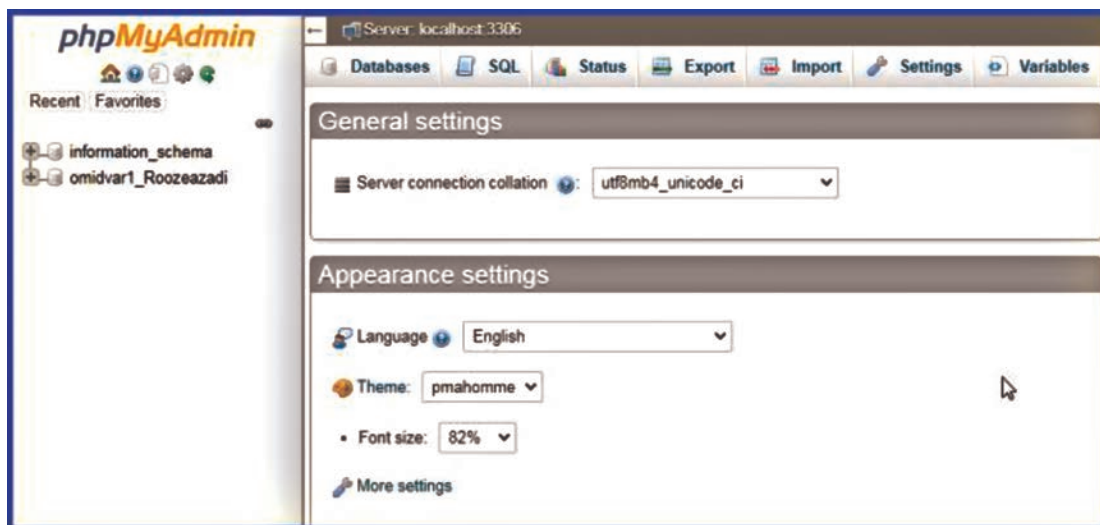 phpMyAdmin
Recent Favorites
information_schema
omidvar1_Roozeazadi
Server: localhost:3306
Databases SQL Status Export Import Settings Variables
General settings
Server connection collation : utf8mb4_unicode_ci
Appearance settings
Language English
Theme: pmahomme
• Font size: 82%
More settings